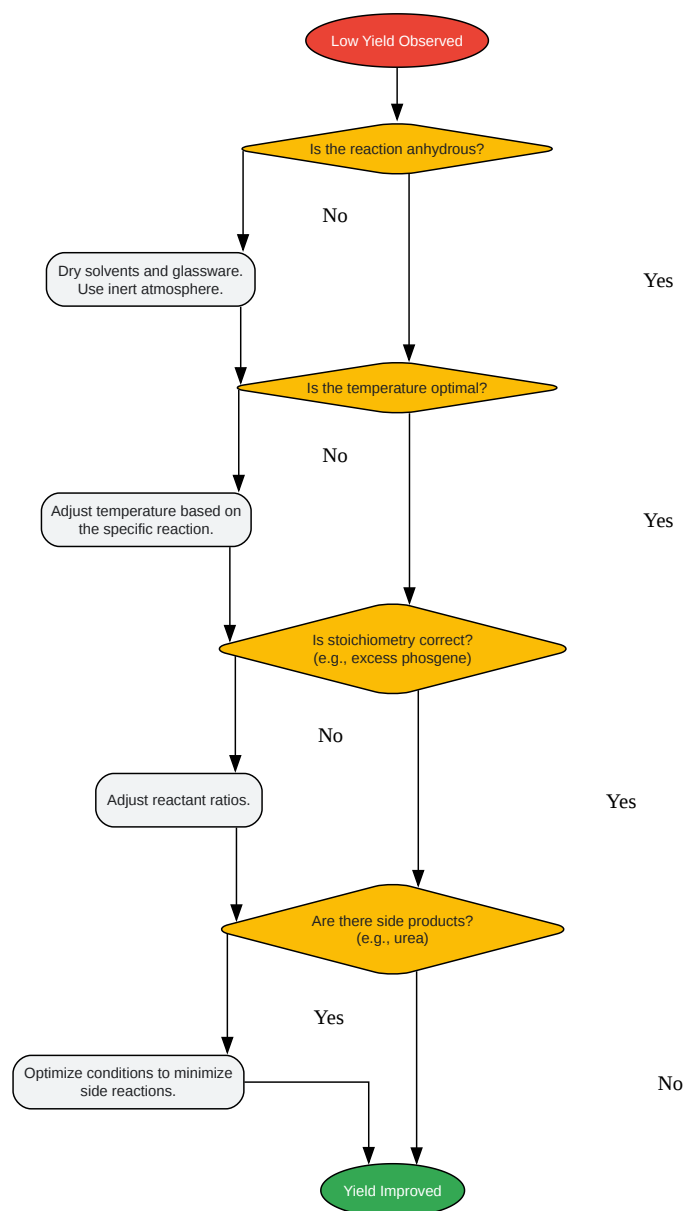 Low Yield Observed
Is the reaction anhydrous?
No
Dry solvents and glassware.
Use inert atmosphere.
Yes
Is the temperature optimal?
No
Adjust temperature based on
the specific reaction.
Yes
Is stoichiometry correct?
(e.g., excess phosgene)
No
Adjust reactant ratios.
Yes
Are there side products?
(e.g., urea)
Yes
Optimize conditions to minimize
side reactions.
No
Yield Improved